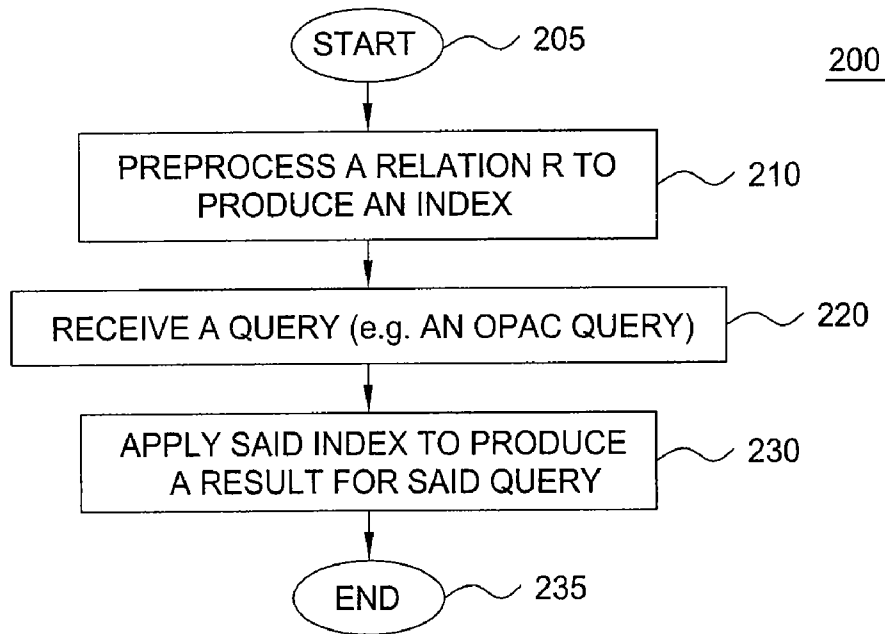 START
205
200
PREPROCESS A RELATION R TO
PRODUCE AN INDEX
210
RECEIVE A QUERY (e.g. AN OPAC QUERY)
220
APPLY SAID INDEX TO PRODUCE
A RESULT FOR SAID QUERY
230
END
235